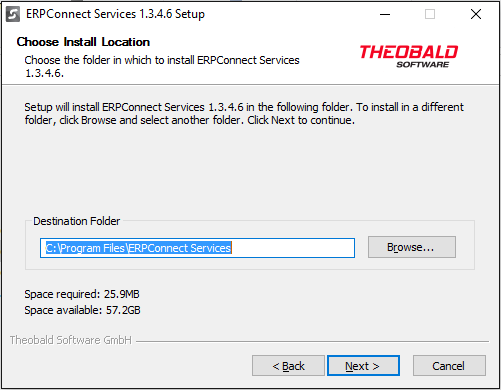 ERPConnect Services 1.3.4.6 Setup
Choose Install Location
Choose the folder in which to install ERPConnect Services
1.3.4.6.
THEOBALD
SOFTWARE
Setup will install ERPConnect Services 1.3.4.6 in the following folder. To install in a different
folder, click Browse and select another folder. Click Next to continue.
Destination Folder
C:\Program Files\ERPConnect Services
Browse...
Space required: 25.9MB
Space available: 57.2GB
Theobald Software GmbH
< Back
Next >
Cancel